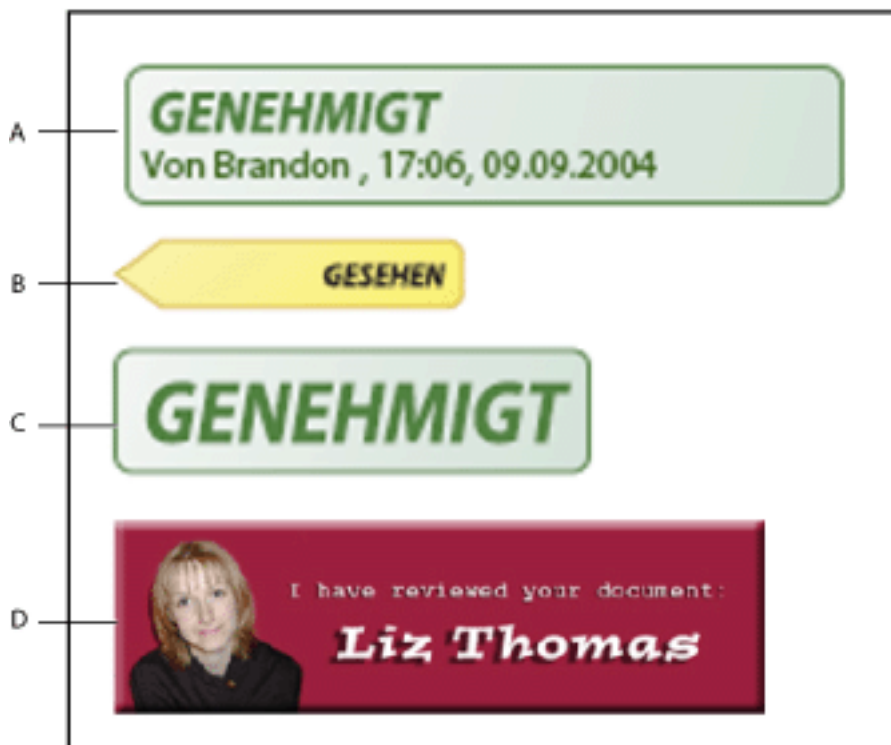 A
GENEHMIGT
Von Brandon , 17:06, 09.09.2004
B
GESEHEN
C
GENEHMIGT
D
I have reviewed your document:
Liz Thomas